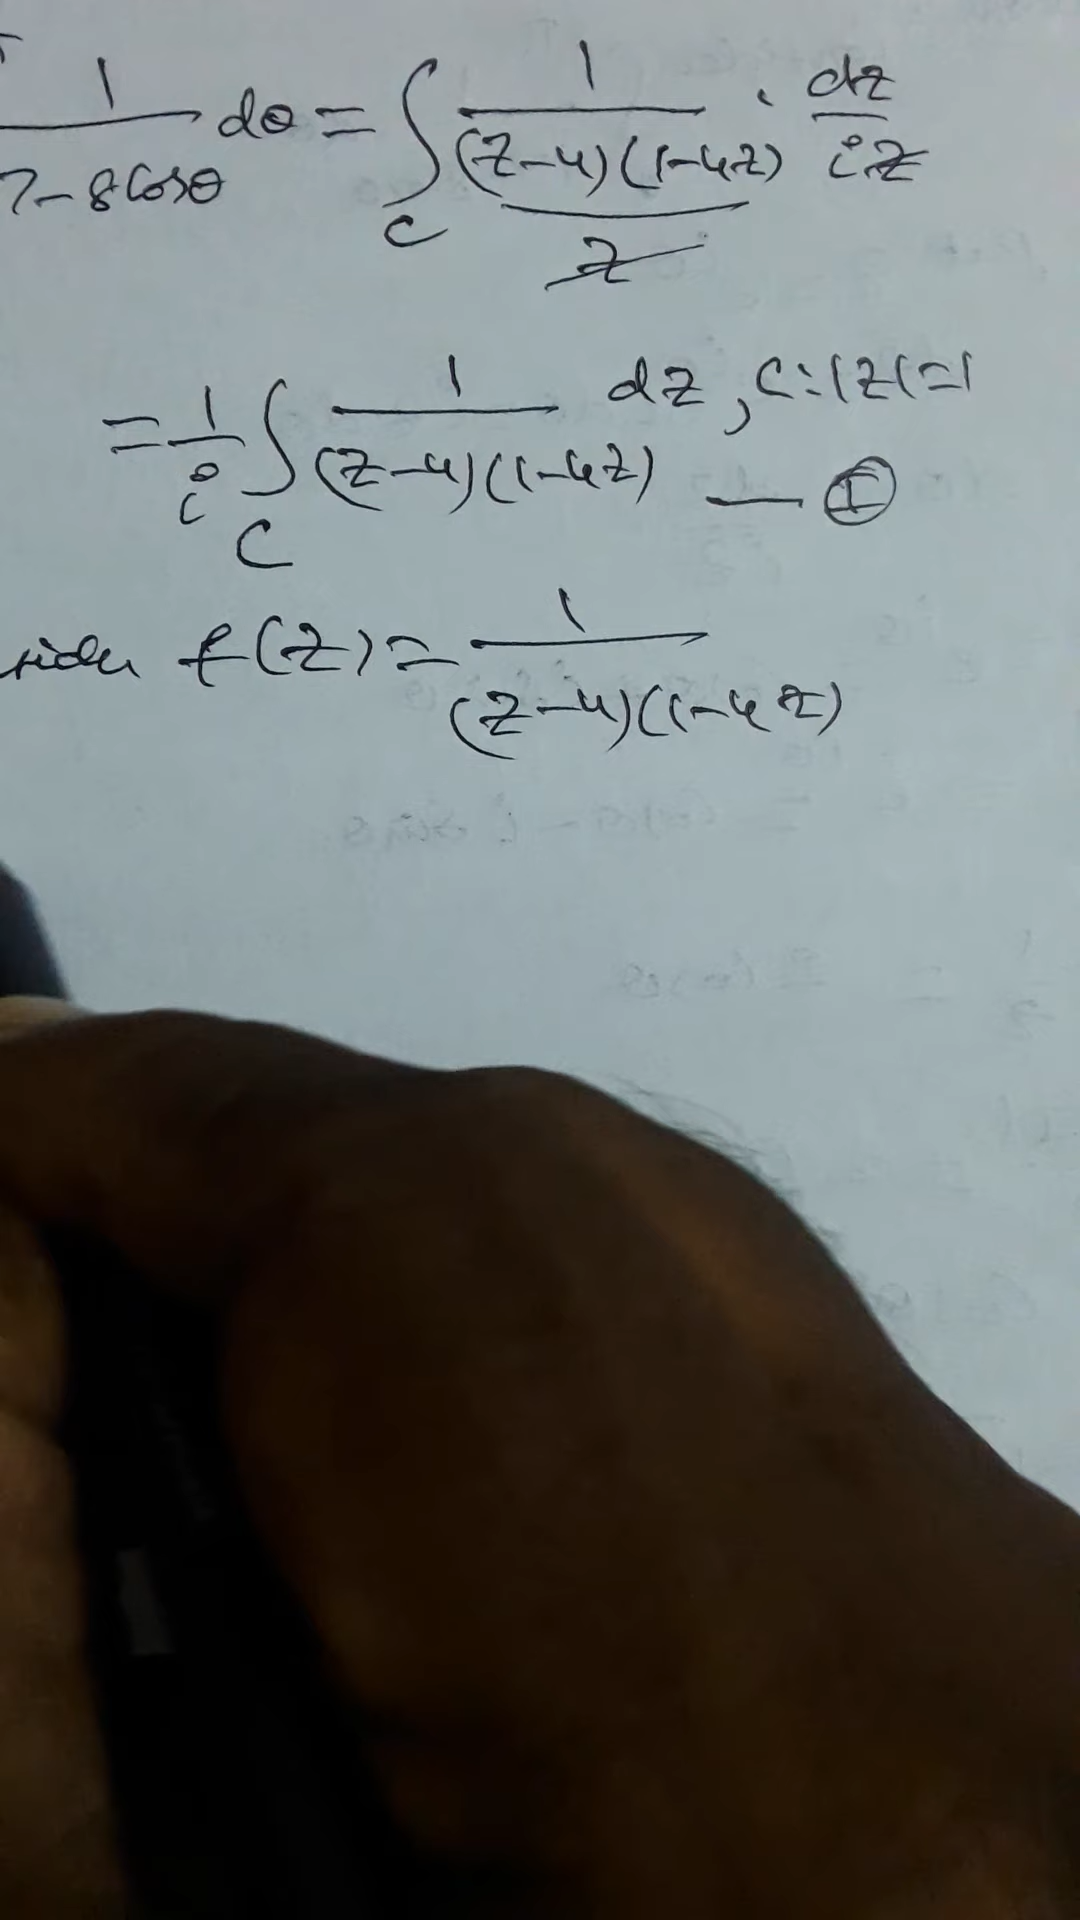 1/(7-8cosθ) dθ = ∫_C 1/((z-4)(1-4z)/z) · dz/iz
= 1/i ∫_C 1/((z-4)(1-4z)) dz, C:|z|=1 — ①
sider f(z) = 1/((z-4)(1-4z))